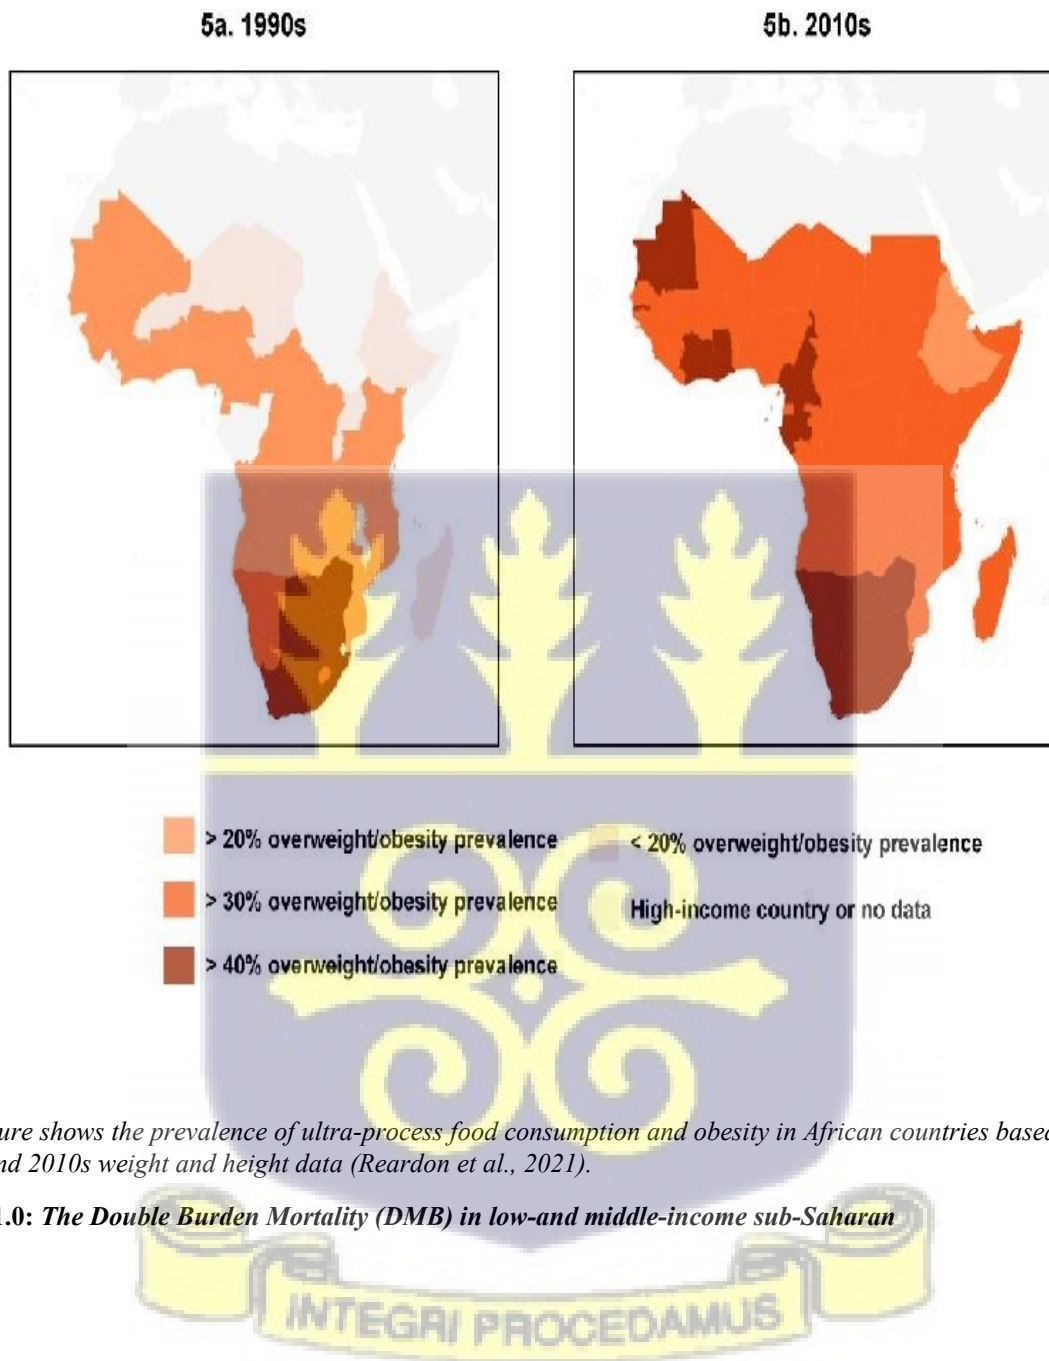 5a. 1990s
5b. 2010s
> 20% overweight/obesity prevalence
> 30% overweight/obesity prevalence
> 40% overweight/obesity prevalence
< 20% overweight/obesity prevalence
High-income country or no data
ure shows the prevalence of ultra-process food consumption and obesity in African countries based
nd 2010s weight and height data (Reardon et al., 2021).
1.0: The Double Burden Mortality (DMB) in low-and middle-income sub-Saharan
INTEGRI PROCEDAMUS